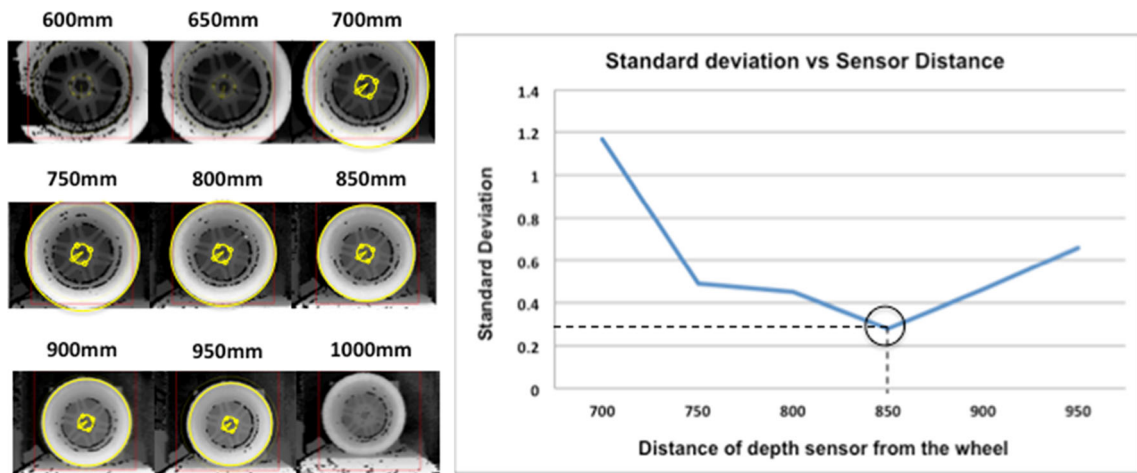 600mm 650mm 700mm
750mm 800mm 850mm
900mm 950mm 1000mm
Standard deviation vs Sensor Distance
Standard Deviation
1.4
1.2
1
0.8
0.6
0.4
0.2
0
700 750 800 850 900 950
Distance of depth sensor from the wheel